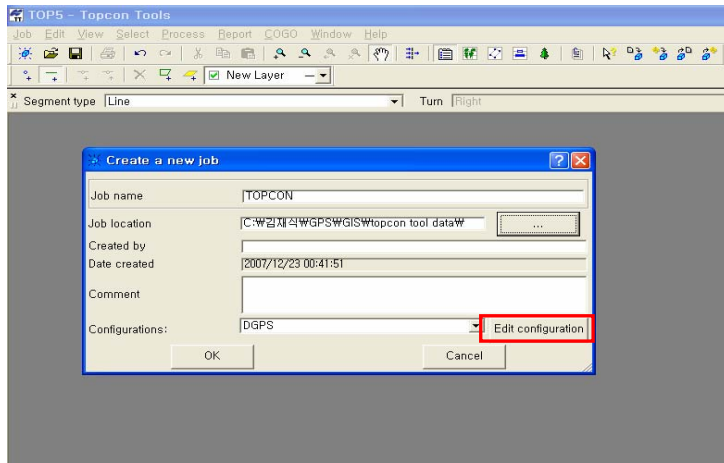 TOP5 - Topcon Tools
Job Edit View Select Process Report COGO Window Help
New Layer
Segment type Line Turn Right
Create a new job
Job name TOPCON
Job location C:₩김재식₩GPS₩GIS₩topcon tool data₩ ...
Created by
Date created 2007/12/23 00:41:51
Comment
Configurations: DGPS Edit configuration
OK Cancel